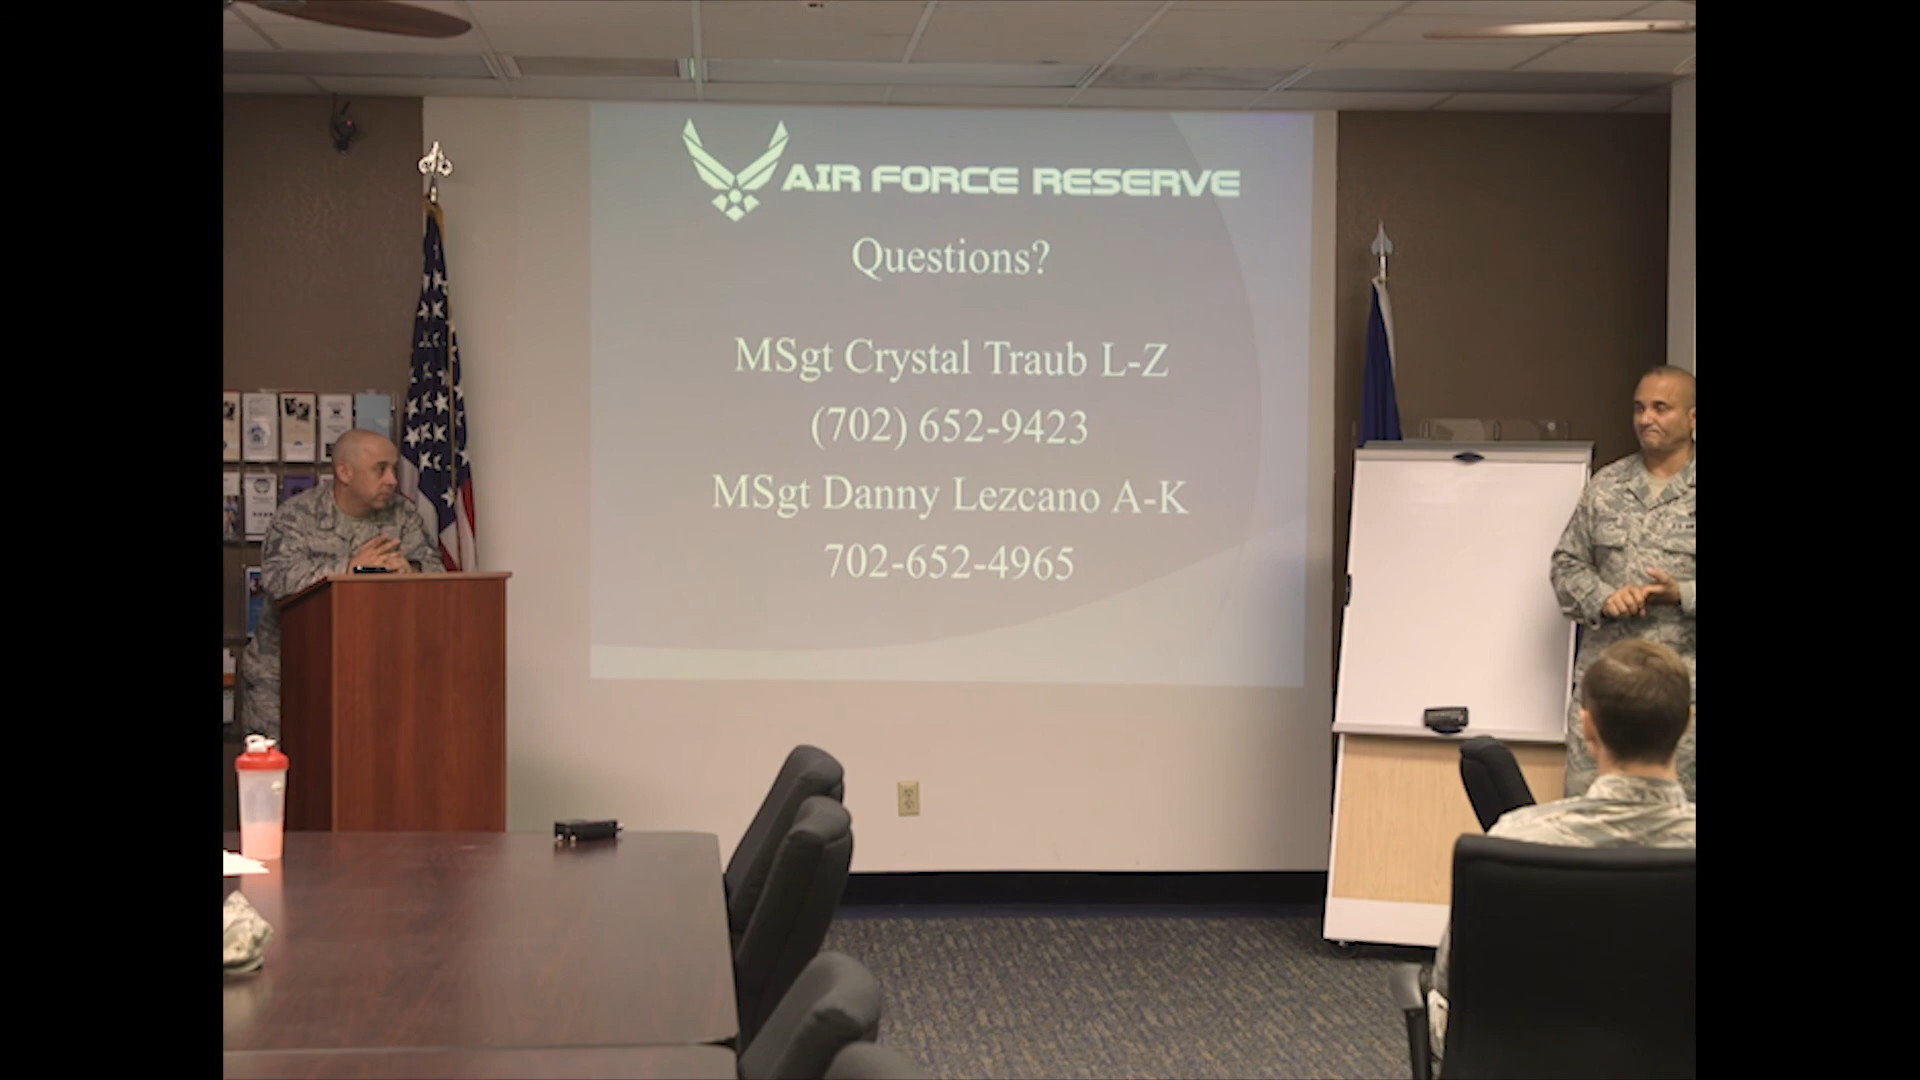 AIR FORCE RESERVE
Questions?
MSgt Crystal Traub L-Z
(702) 652-9423
MSgt Danny Lezcano A-K
702-652-4965